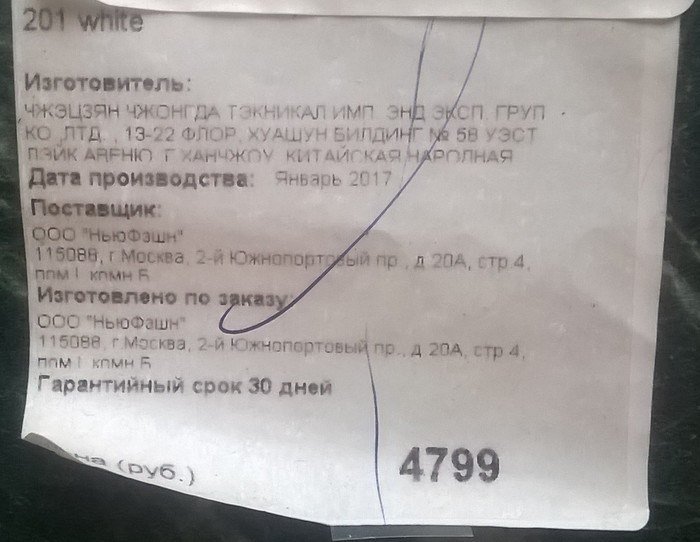 201 white
Изготовитель:
ЧЖЭЦЗЯН ЧЖОНГДА ТЭКНИКАЛ ИМП. ЭНД ЭКСП. ГРУП
КО .,ЛТД. , 13-22 ФЛОР, ХУАШУН БИЛДИНГ № 58 УЭСТ
ЛЭЙК АВЕНЮ, Г.ХАНЧЖОУ, КИТАЙСКАЯ НАРОДНАЯ
Дата производства: Январь 2017
Поставщик:
ООО "НьюФэшн"
115088, г Москва, 2-й Южнопортовый пр., д 20А, стр.4,
пом I, комн 
Изготовлено по заказу:
ООО "НьюФэшн"
115088, г Москва, 2-й Южнопортовый пр., д 20А, стр.4,
пом I, комн 
Гарантийный срок 30 дней
(руб.) 4799